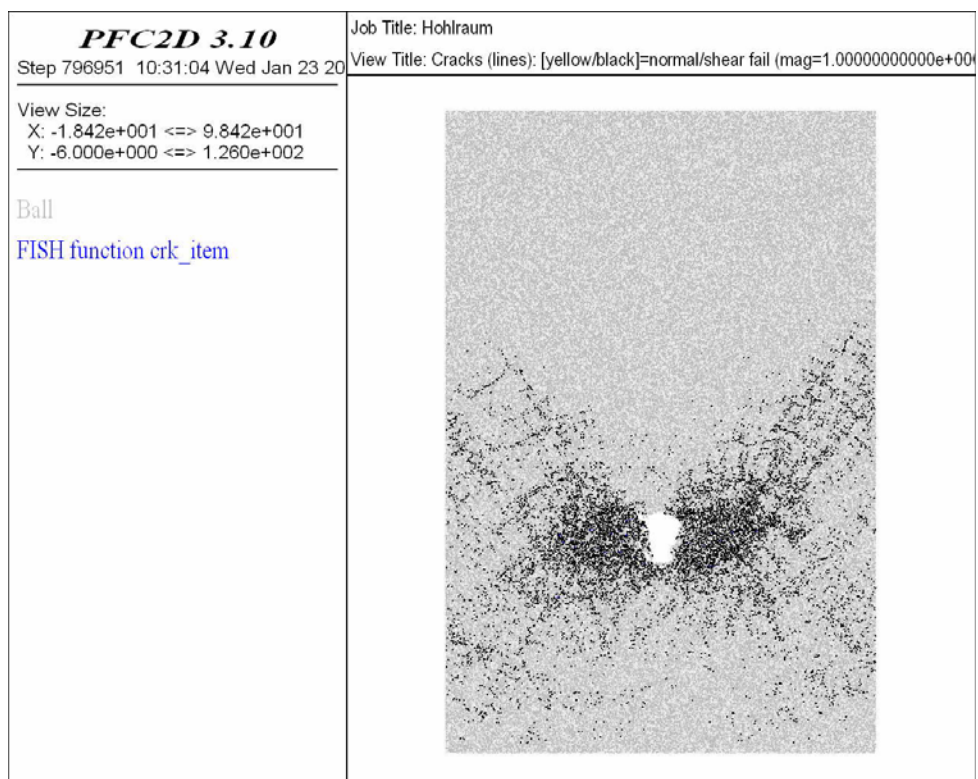 PFC2D 3.10
Step 796951 10:31:04 Wed Jan 23 20
View Size:
X: -1.842e+001 <=> 9.842e+001
Y: -6.000e+000 <=> 1.260e+002
Ball
FISH function crk_item
Job Title: Hohlraum
View Title: Cracks (lines): [yellow/black]=normal/shear fail (mag=1.00000000000e+00